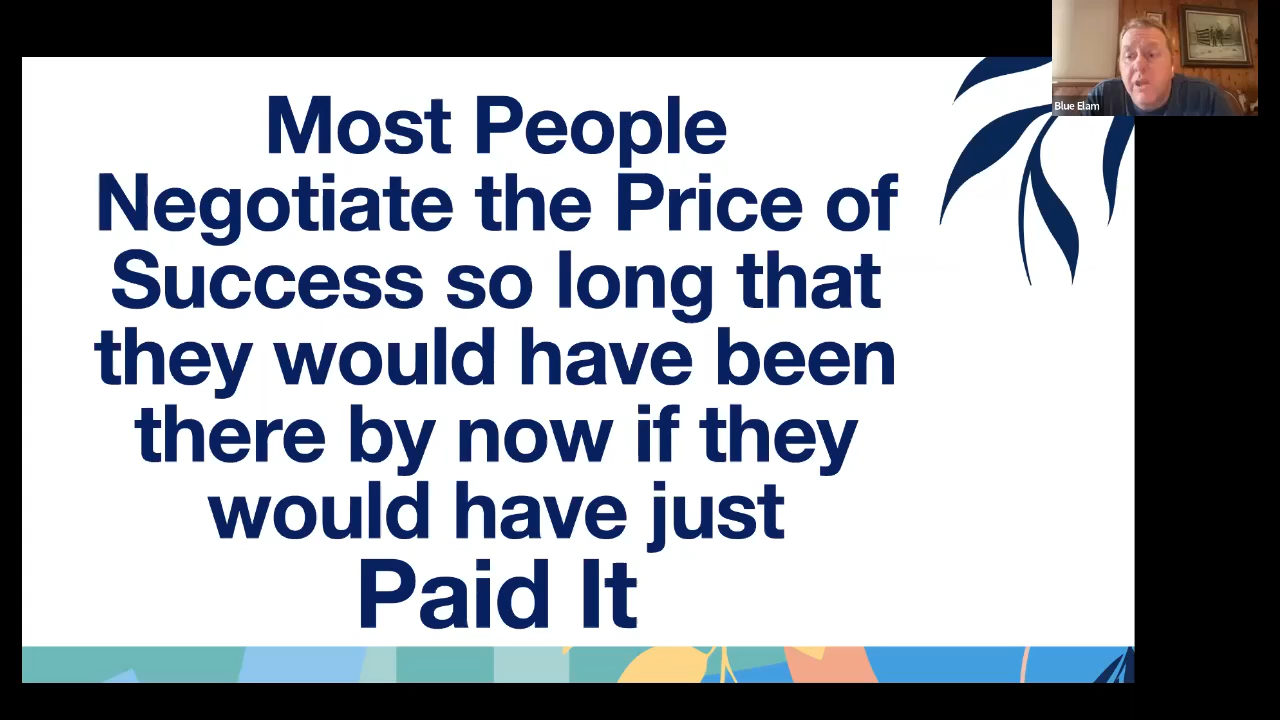 Most People
Negotiate the Price of
Success so long that
they would have been
there by now if they
would have just
Paid It
Blue Elam